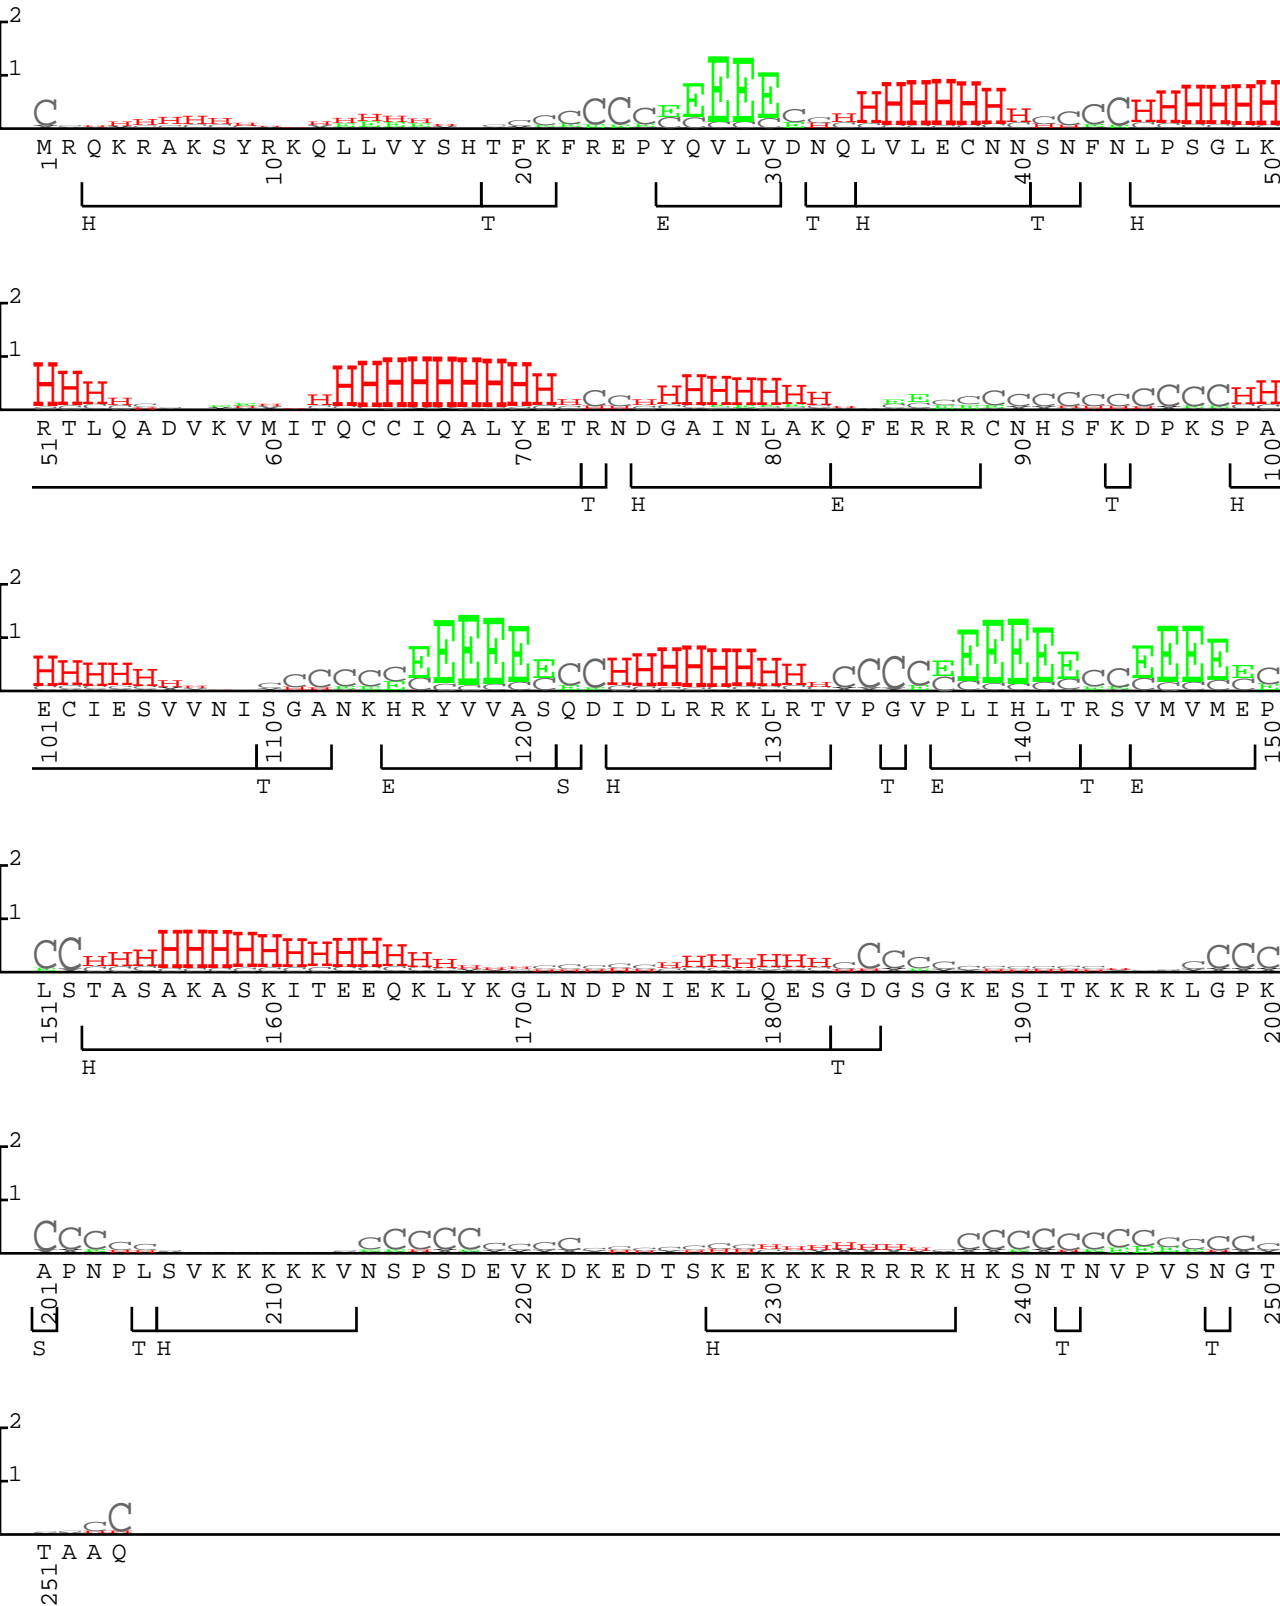 2
1
C C C C C E E E E E C H H H H H H H H C C C H H H H H H
M R Q K R A K S Y R K Q L L V Y S H T F K F R E P Y Q V L V D N Q L V L E C N N S N F N L P S G L K
1 10 20 30 40 50
H T E T H T H
2
1
H H H H H H H H H H H H H C C H H H H H H H C C C C C C C C C H H
R T L Q A D V K V M I T Q C C I Q A L Y E T R N D G A I N L A K Q F E R R R C N H S F K D P K S P A
51 60 70 80 90 100
T H E T H
2
1
H H H H H C C C C E E E E E E C C H H H H H H H H C C C C E E E E E E C C E E E E E C
E C I E S V V N I S G A N K H R Y V V A S Q D I D L R R K L R T V P G V P L I H L T R S V M V M E P
101 110 120 130 140 150
T E S H T E T E
2
1
C C H H H H H H H H H H H H H H H H H H H H H C C C C C C
L S T A S A K A S K I T E E Q K L Y K G L N D P N I E K L Q E S G D G S G K E S I T K K R K L G P K
151 160 170 180 190 200
H T
2
1
C C C C C C C C C C C C C C C C C C C C C C C C
A P N P L S V K K K K K V N S P S D E V K D K E D T S K E K K K R R R R K H K S N T N V P V S N G T
201 210 220 230 240 250
S T H H T T
2
1
C C
T A A Q
251